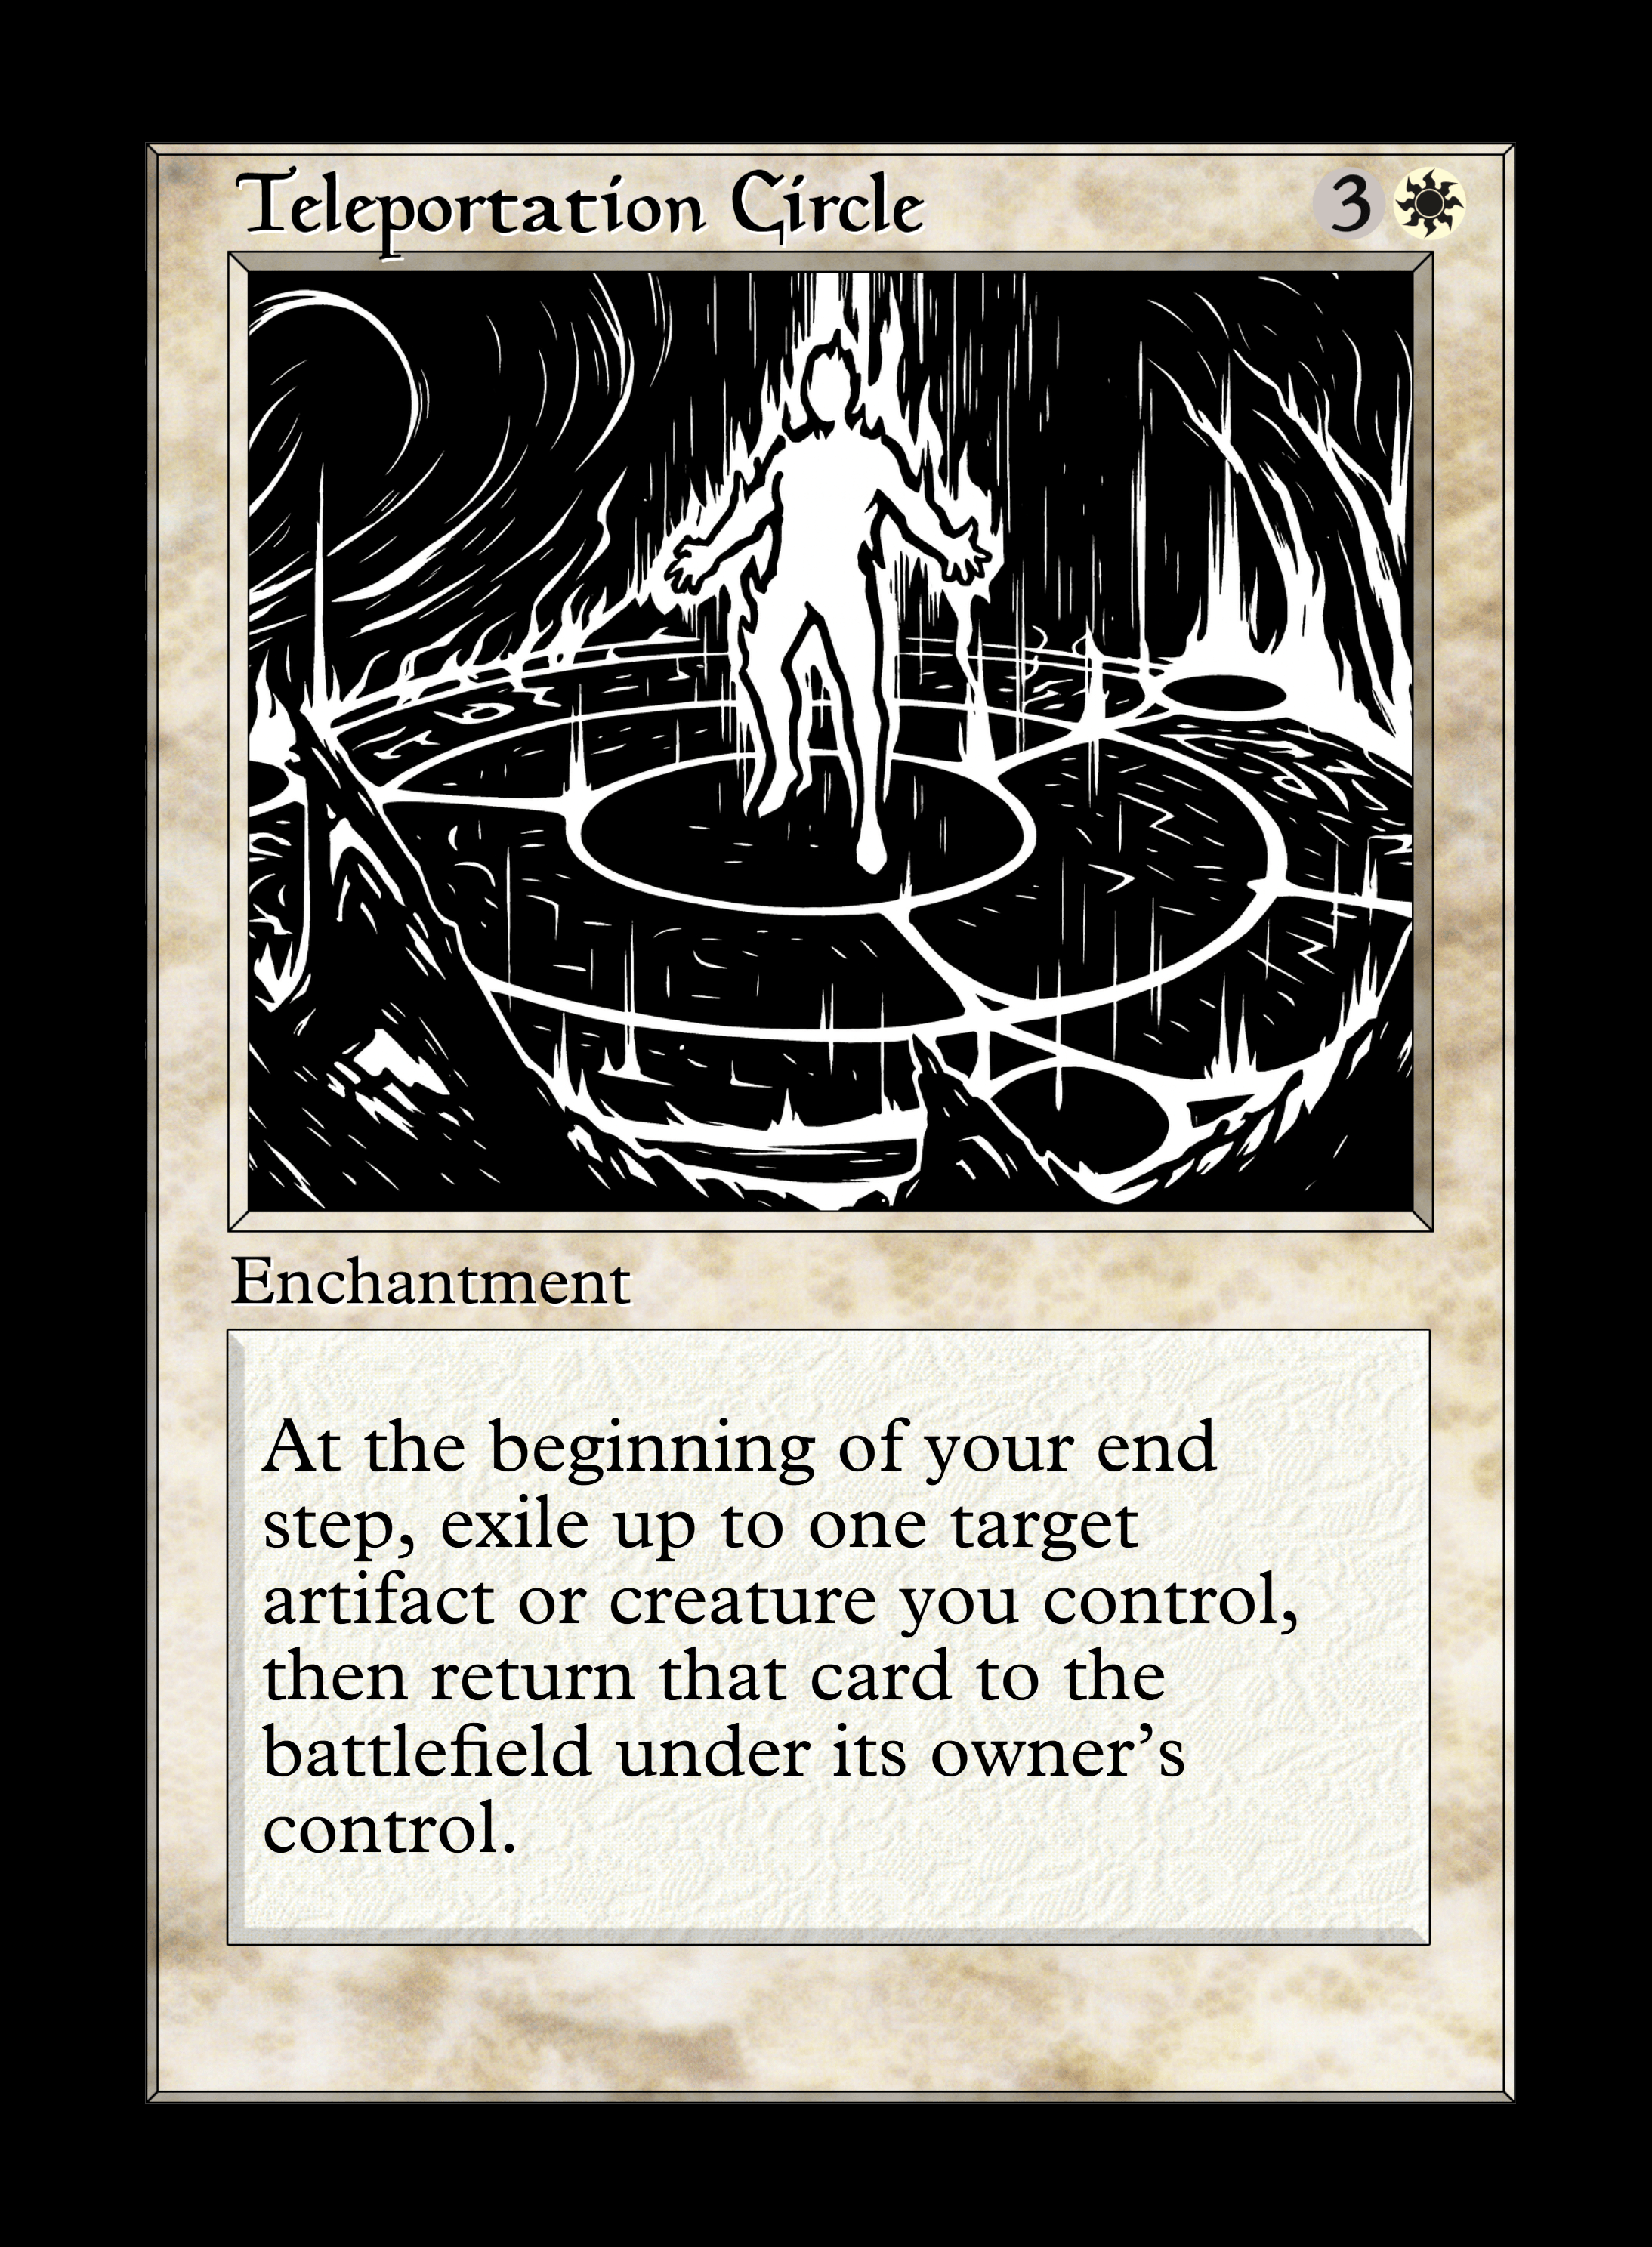 Teleportation Circle 3
Enchantment
At the beginning of your end
step, exile up to one target
artifact or creature you control,
then return that card to the
battlefield under its owner’s
control.